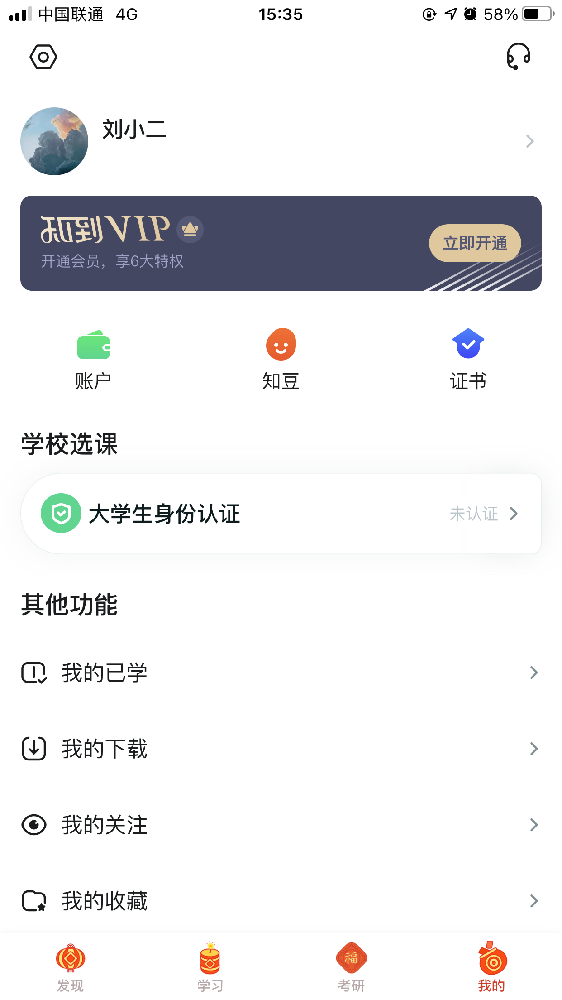 中国联通 4G 15:35 58%
刘小二
知到VIP
开通会员，享6大特权
立即开通
账户 知豆 证书
学校选课
大学生身份认证 未认证
其他功能
我的已学
我的下载
我的关注
我的收藏
福
发现 学习 考研 我的